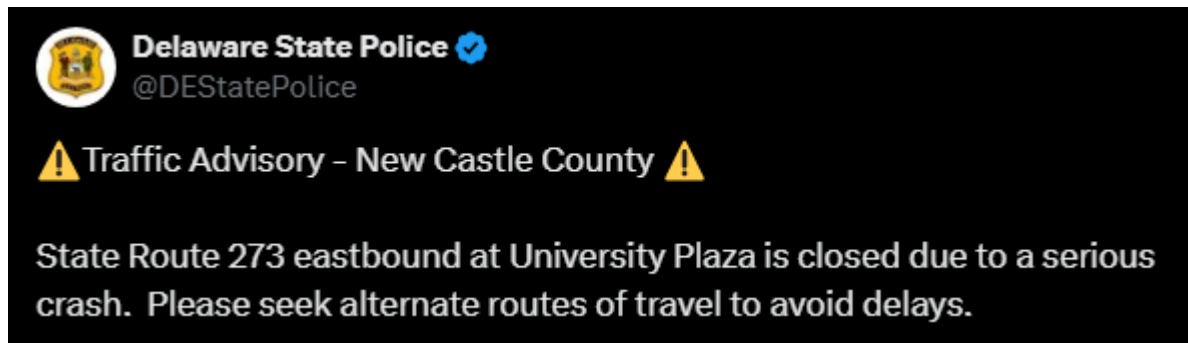 Delaware State Police
@DEStatePolice
⚠️Traffic Advisory - New Castle County ⚠️
State Route 273 eastbound at University Plaza is closed due to a serious
crash.  Please seek alternate routes of travel to avoid delays.